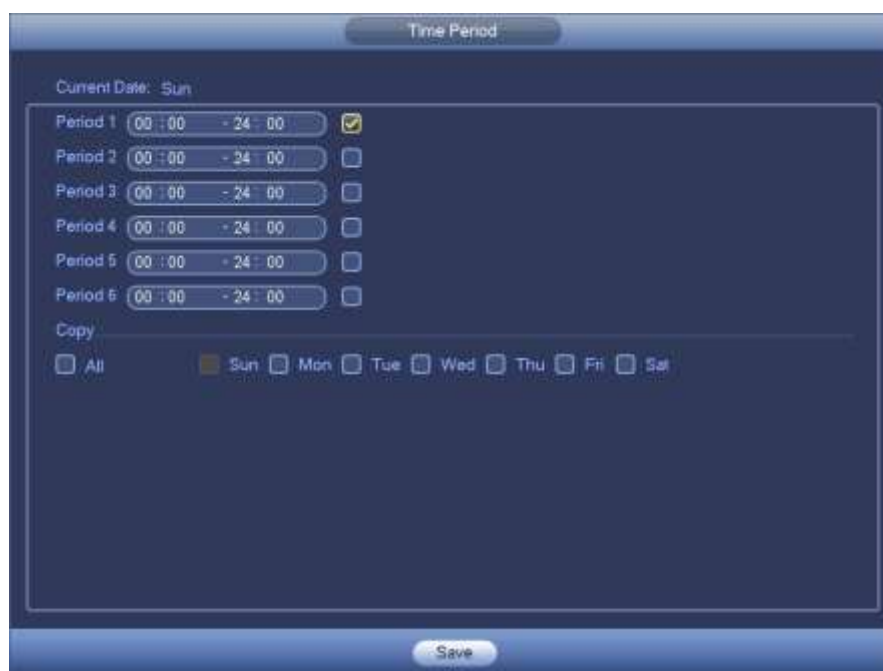 Time Period
Current Date: Sun
Period 1 00 : 00 - 24 : 00
Period 2 00 : 00 - 24 : 00
Period 3 00 : 00 - 24 : 00
Period 4 00 : 00 - 24 : 00
Period 5 00 : 00 - 24 : 00
Period 6 00 : 00 - 24 : 00
Copy
All Sun Mon Tue Wed Thu Fri Sat
Save